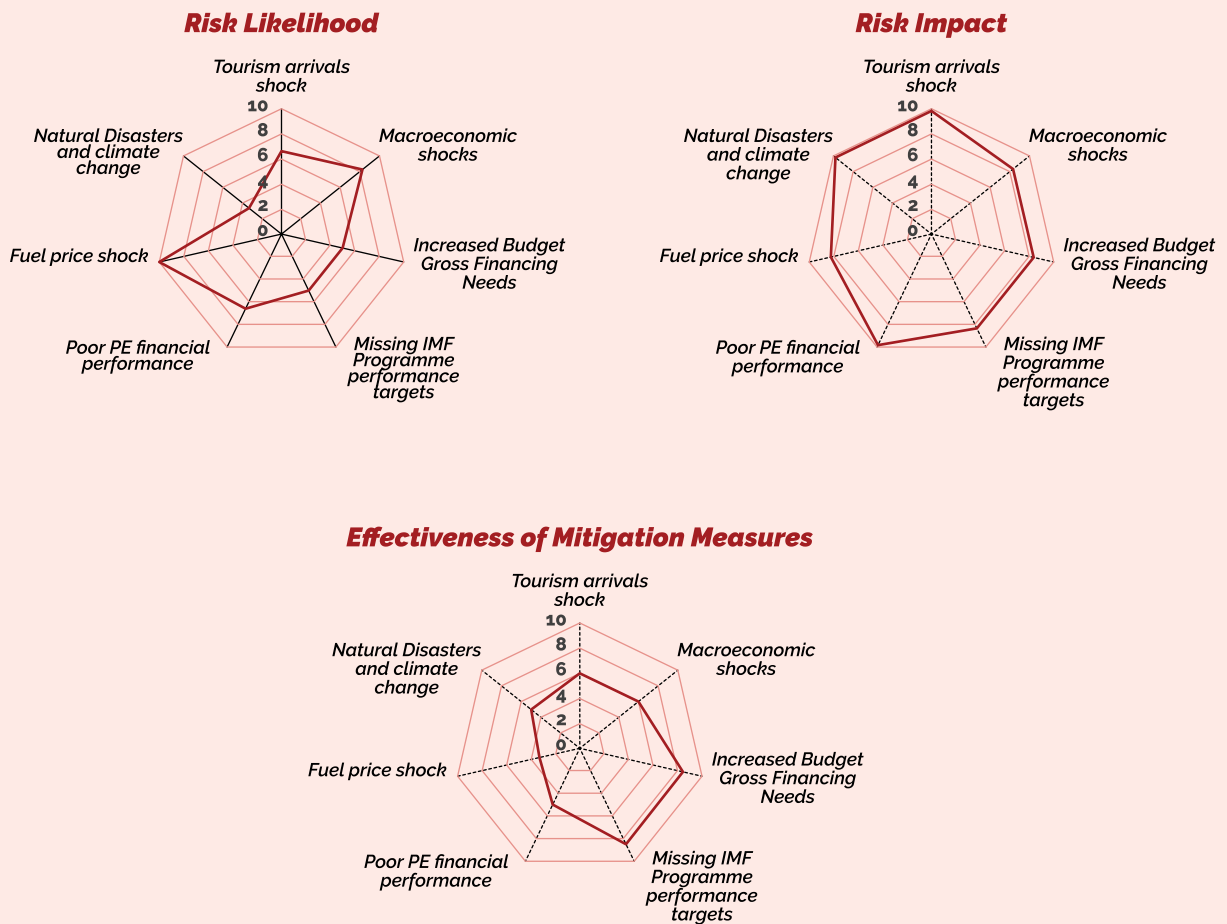 Risk Likelihood
Tourism arrivals
shock
10
8
6
4
2
0
Macroeconomic
shocks
Increased Budget
Gross Financing
Needs
Missing IMF
Programme
performance
targets
Poor PE financial
performance
Fuel price shock
Natural Disasters
and climate
change
Risk Impact
Tourism arrivals
shock
10
8
6
4
2
0
Macroeconomic
shocks
Increased Budget
Gross Financing
Needs
Missing IMF
Programme
performance
targets
Poor PE financial
performance
Fuel price shock
Natural Disasters
and climate
change
Effectiveness of Mitigation Measures
Tourism arrivals
shock
10
8
6
4
2
0
Macroeconomic
shocks
Increased Budget
Gross Financing
Needs
Missing IMF
Programme
performance
targets
Poor PE financial
performance
Fuel price shock
Natural Disasters
and climate
change